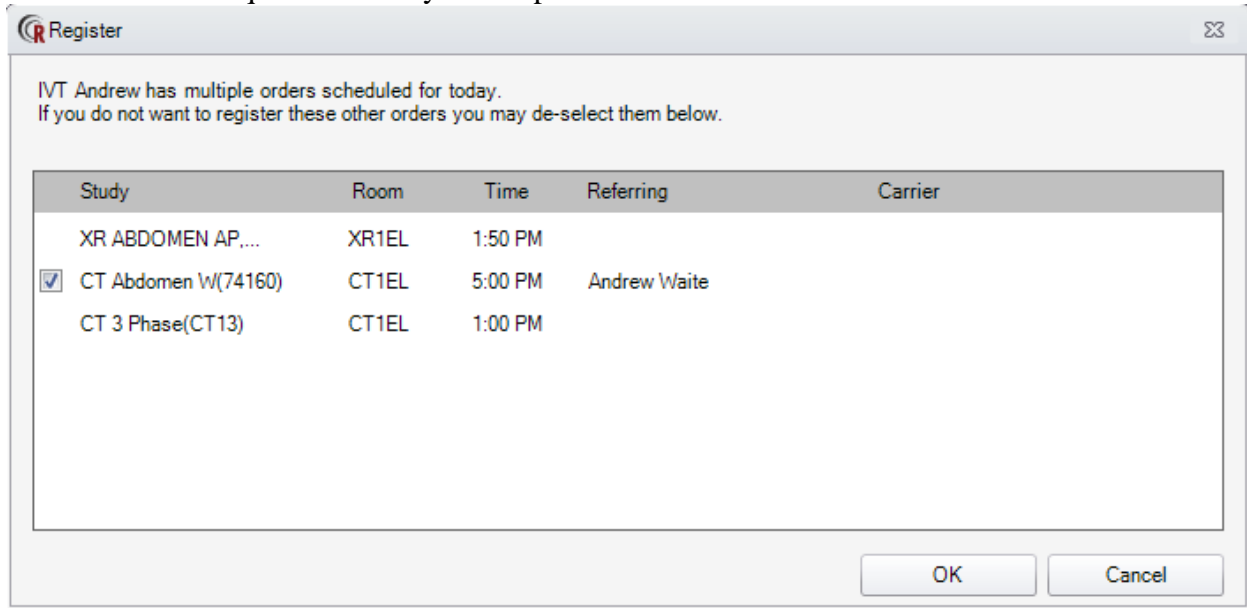 Register
IVT Andrew has multiple orders scheduled for today.
If you do not want to register these other orders you may de-select them below.
Study Room Time Referring Carrier
XR ABDOMEN AP,... XR1EL 1:50 PM
CT Abdomen W(74160) CT1EL 5:00 PM Andrew Waite
CT 3 Phase(CT13) CT1EL 1:00 PM
OK Cancel